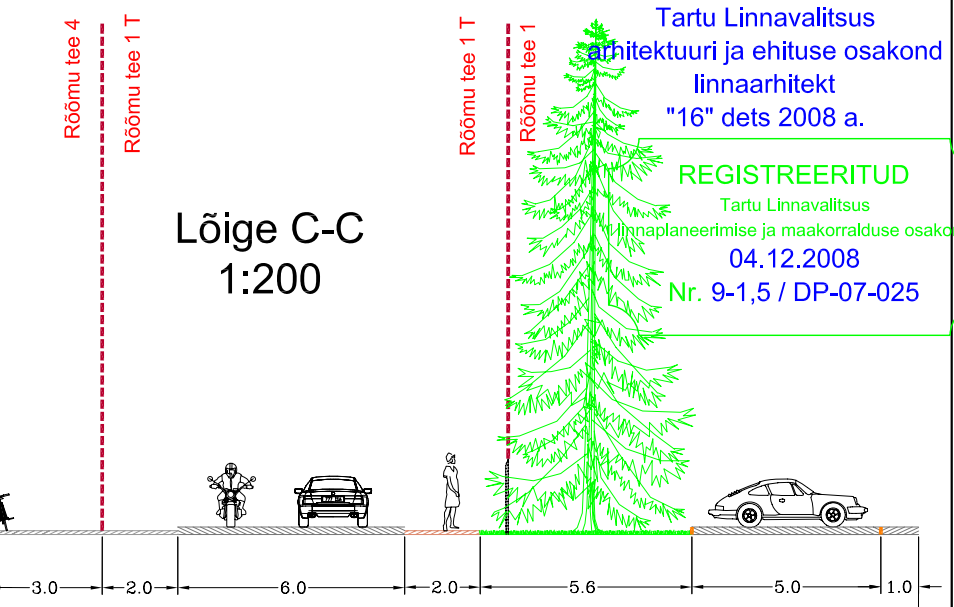 Rõõmu tee 4
Rõõmu tee 1 T
Rõõmu tee 1 T
Rõõmu tee 1
Tartu Linnavalitsus
arhitektuuri ja ehituse osakond
linnaarhitekt
"16" dets 2008 a.
REGISTREERITUD
Tartu Linnavalitsus
linnaplaneerimise ja maakorralduse osako
04.12.2008
Nr. 9-1,5 / DP-07-025
Lõige C-C
1:200
3.0 2.0 6.0 2.0 5.6 5.0 1.0